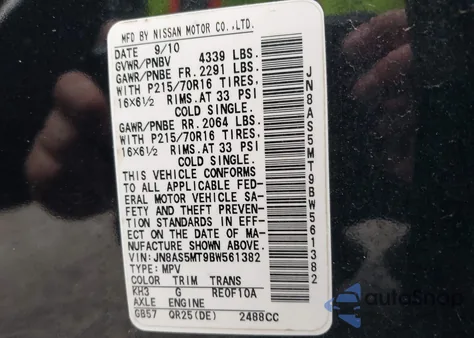 MFD BY NISSAN MOTOR CO.,LTD.
DATE 9/10
GVWR/PNBV 4339 LBS.
GAWR/PNBE FR. 2291 LBS.
WITH P215/70R16 TIRES,
16X6½ RIMS.AT 33 PSI
COLD SINGLE.
GAWR/PNBE RR. 2064 LBS.
WITH P215/70R16 TIRES,
16X6½ RIMS.AT 33 PSI
COLD SINGLE.
THIS VEHICLE CONFORMS
TO ALL APPLICABLE FED-
ERAL MOTOR VEHICLE SA-
FETY AND THEFT PREVEN-
TION STANDARDS IN EFF-
ECT ON THE DATE OF MA-
NUFACTURE SHOWN ABOVE.
VIN:JN8AS5MT9BW561382
TYPE:MPV
COLOR TRIM TRANS
KH3 G RE0F10A
AXLE ENGINE
GB57 QR25(DE) 2488CC
JN8AS5MT9BW561382
autoSnap